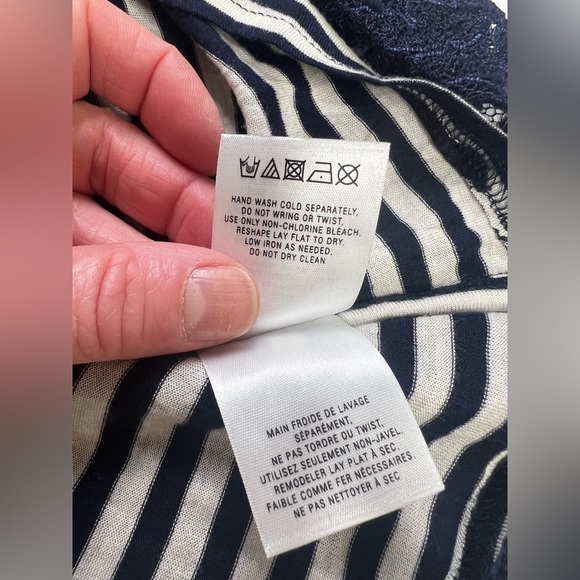 HAND WASH COLD SEPARATELY.
DO NOT WRING OR TWIST.
USE ONLY NON-CHLORINE BLEACH.
RESHAPE LAY FLAT TO DRY.
LOW IRON AS NEEDED.
DO NOT DRY CLEAN
MAIN FROIDE DE LAVAGE
SÉPARÉMENT.
NE PAS TORDRE OU TWIST.
UTILISEZ SEULEMENT NON-JAVEL.
REMODELER LAY PLAT À SEC.
FAIBLE COMME FER NÉCESSAIRES.
NE PAS NETTOYER À SEC